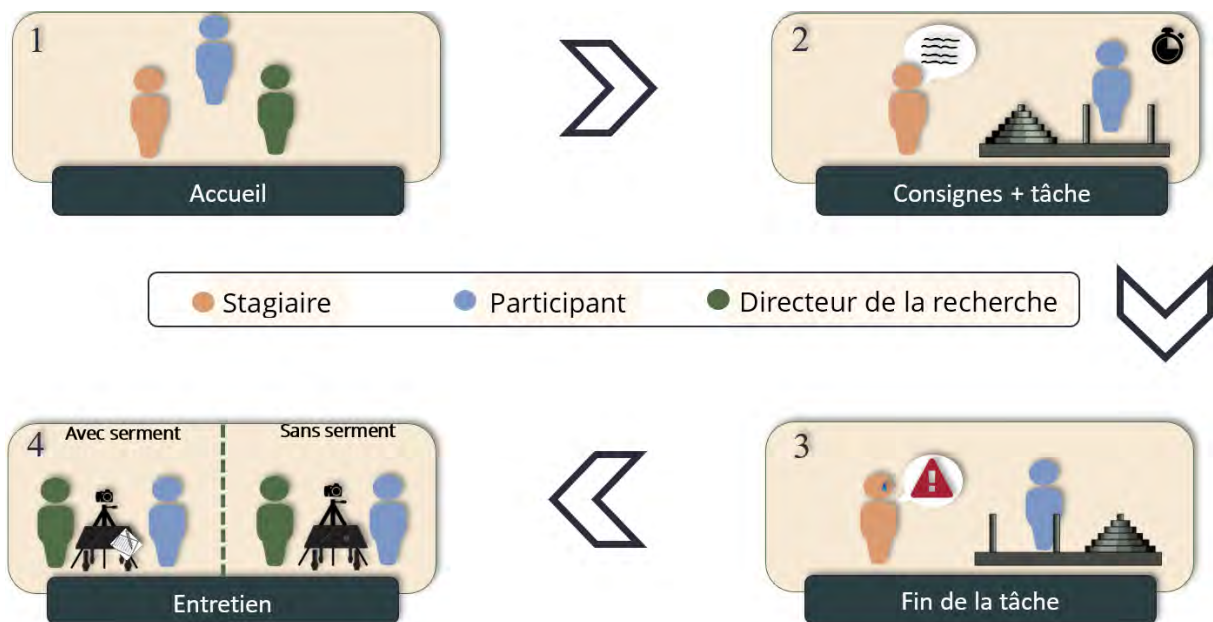 1
Accueil
2
Consignes + tâche
Stagiaire
Participant
Directeur de la recherche
3
Fin de la tâche
4
Avec serment
Sans serment
Entretien